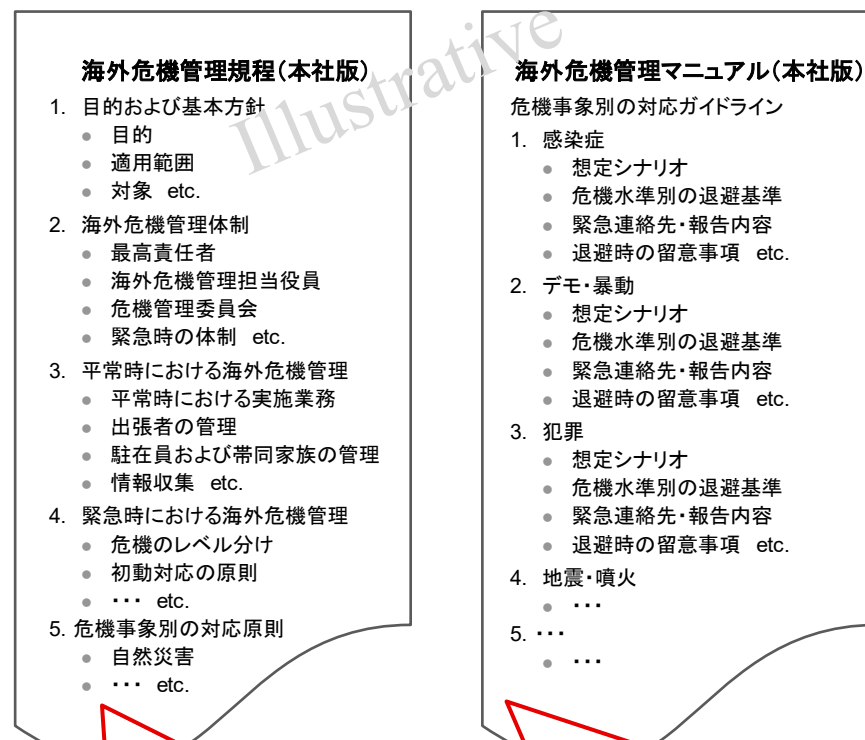 Illustrative
海外危機管理規程（本社版）
1. 目的および基本方針
● 目的
● 適用範囲
● 対象 etc.
2. 海外危機管理体制
● 最高責任者
● 海外危機管理担当役員
● 危機管理委員会
● 緊急時の体制 etc.
3. 平常時における海外危機管理
● 平常時における実施業務
● 出張者の管理
● 駐在員および帯同家族の管理
● 情報収集 etc.
4. 緊急時における海外危機管理
● 危機のレベル分け
● 初動対応の原則
● ・・・ etc.
5. 危機事象別の対応原則
● 自然災害
● ・・・ etc.
海外危機管理マニュアル（本社版）
危機事象別の対応ガイドライン
1. 感染症
● 想定シナリオ
● 危機水準別の退避基準
● 緊急連絡先・報告内容
● 退避時の留意事項 etc.
2. デモ・暴動
● 想定シナリオ
● 危機水準別の退避基準
● 緊急連絡先・報告内容
● 退避時の留意事項 etc.
3. 犯罪
● 想定シナリオ
● 危機水準別の退避基準
● 緊急連絡先・報告内容
● 退避時の留意事項 etc.
4. 地震・噴火
● ・・・
5. ・・・
● ・・・